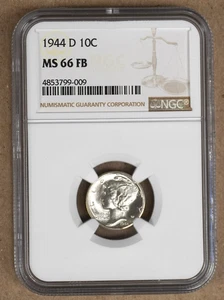 1944 D 10C
MS 66 FB
4853799-009
NUMISMATIC GUARANTY CORPORATION
NGC